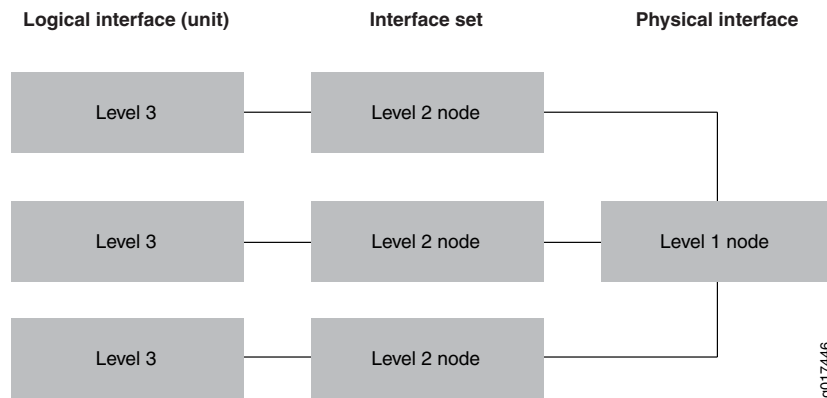 Logical interface (unit) Interface set Physical interface
Level 3 Level 2 node
Level 3 Level 2 node Level 1 node
Level 3 Level 2 node
g017446